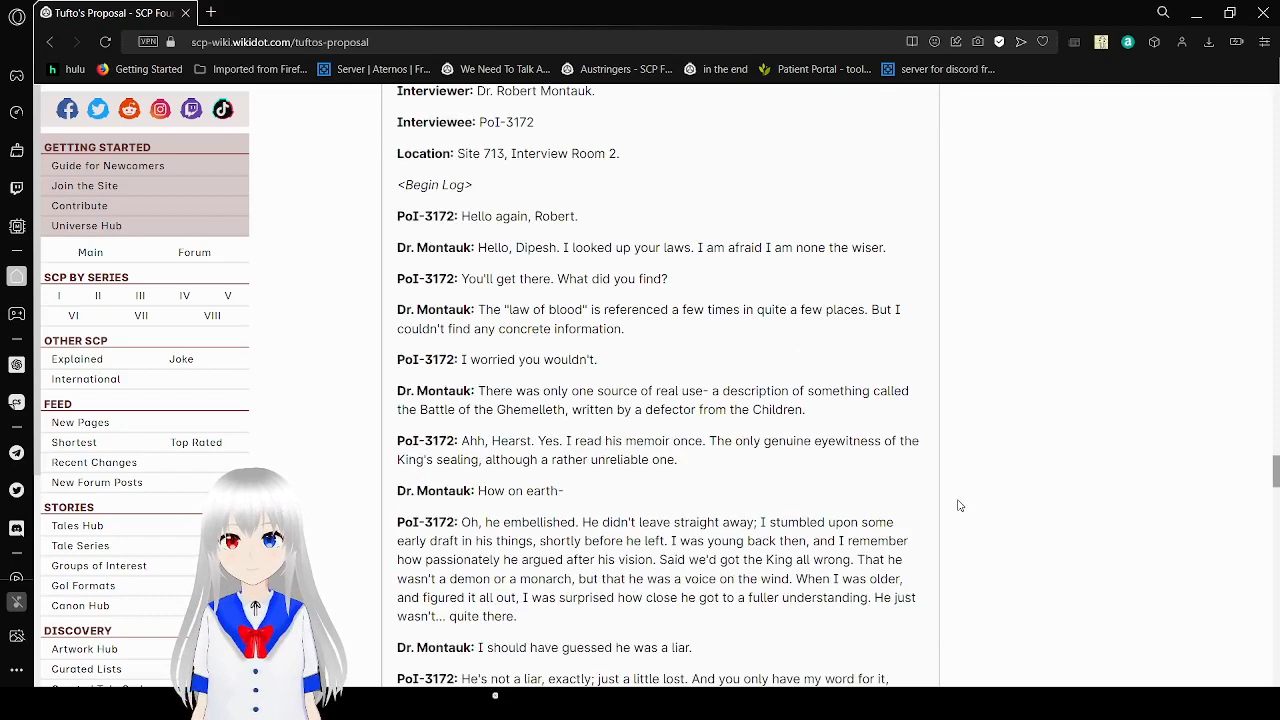 Tufto's Proposal - SCP Fou
VPN
scp-wiki.wikidot.com/tuftos-proposal
hulu
Getting Started
Imported from Firef...
Server | Aternos | Fr...
We Need To Talk A...
Austringers - SCP F...
in the end
Patient Portal - tool...
server for discord fr...
GETTING STARTED
Guide for Newcomers
Join the Site
Contribute
Universe Hub
Main Forum
SCP BY SERIES
I II III IV V
VI VII VIII
OTHER SCP
Explained Joke
International
FEED
New Pages
Shortest Top Rated
Recent Changes
New Forum Posts
STORIES
Tales Hub
Tale Series
Groups of Interest
GoI Formats
Canon Hub
DISCOVERY
Artwork Hub
Curated Lists
Interviewer: Dr. Robert Montauk.
Interviewee: PoI-3172
Location: Site 713, Interview Room 2.
<Begin Log>
PoI-3172: Hello again, Robert.
Dr. Montauk: Hello, Dipesh. I looked up your laws. I am afraid I am none the wiser.
PoI-3172: You'll get there. What did you find?
Dr. Montauk: The "law of blood" is referenced a few times in quite a few places. But I
couldn't find any concrete information.
PoI-3172: I worried you wouldn't.
Dr. Montauk: There was only one source of real use- a description of something called
the Battle of the Ghemelleth, written by a defector from the Children.
PoI-3172: Ahh, Hearst. Yes. I read his memoir once. The only genuine eyewitness of the
King's sealing, although a rather unreliable one.
Dr. Montauk: How on earth-
PoI-3172: Oh, he embellished. He didn't leave straight away; I stumbled upon some
early draft in his things, shortly before he left. I was young back then, and I remember
how passionately he argued after his vision. Said we'd got the King all wrong. That he
wasn't a demon or a monarch, but that he was a voice on the wind. When I was older,
and figured it all out, I was surprised how close he got to a fuller understanding. He just
wasn't... quite there.
Dr. Montauk: I should have guessed he was a liar.
PoI-3172: He's not a liar, exactly; just a little lost. And you only have my word for it,